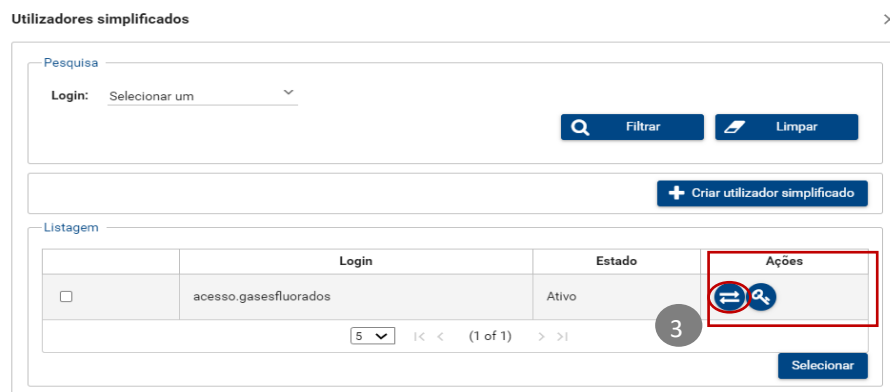 Utilizadores simplificados
Pesquisa
Login: Selecionar um
Filtrar Limpar
Criar utilizador simplificado
Listagem
Login Estado Ações
acesso.gasesfluorados Ativo
3
5 |< < (1 of 1) > >|
Selecionar